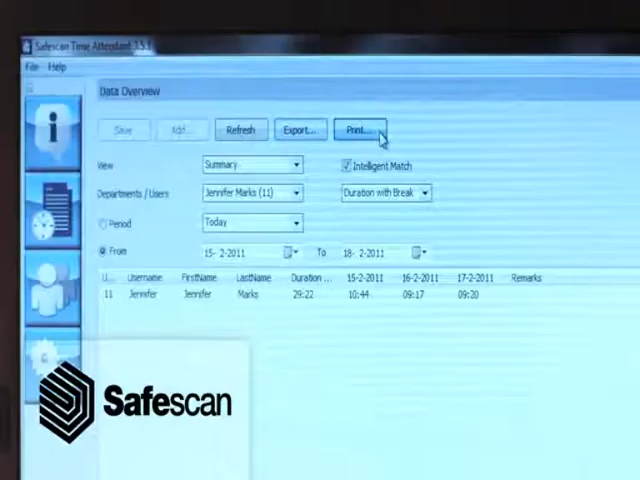 Safescan Time Attendant 3.5.1
File Help
Data Overview
Save Add... Refresh Export... Print...
View Summary Intelligent Match
Departments / Users Jennifer Marks (11) Duration with Break
Period Today
From 15- 2-2011 To 18- 2-2011
U... Username FirstName LastName Duration ... 15-2-2011 16-2-2011 17-2-2011 Remarks
11 Jennifer Jennifer Marks 29:22 10:44 09:17 09:20
Safescan